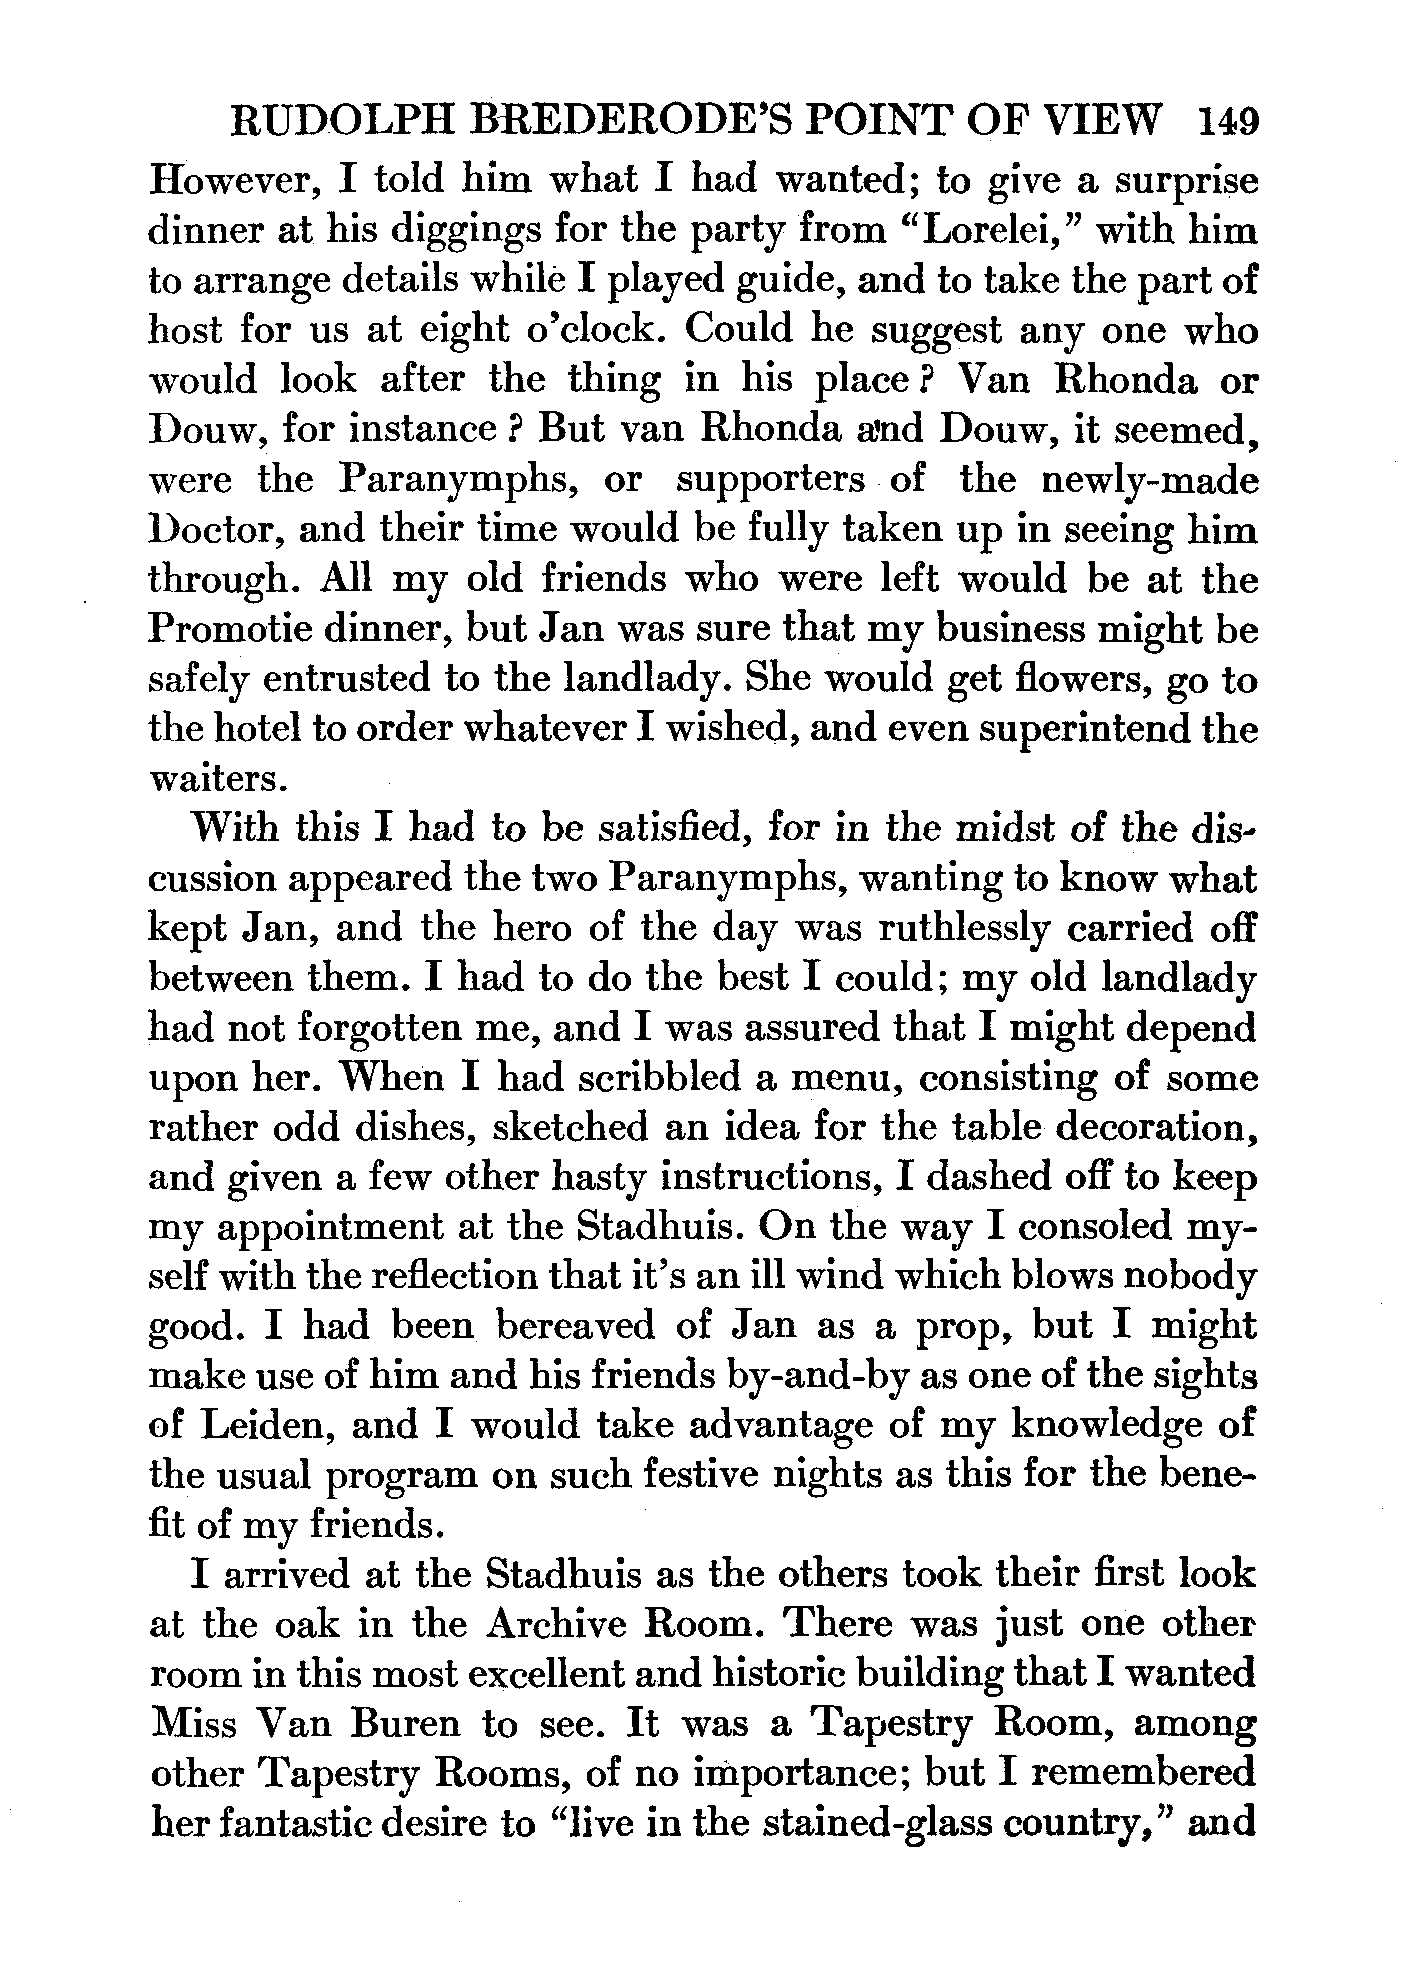 RUDOLPH BREDERODE'S POINT OF VIEW 149
However, I told him what I had wanted; to give a surprise
dinner at his diggings for the party from “Lorelei,” with him
to arrange details while I played guide, and to take the part of
host for us at eight o'clock. Could he suggest any one who
would look after the thing in his place? Van Rhonda or
Douw, for instance? But van Rhonda and Douw, it seemed,
were the Paranymphs, or supporters of the newly-made
Doctor, and their time would be fully taken up in seeing him
through. All my old friends who were left would be at the
Promotie dinner, but Jan was sure that my business might be
safely entrusted to the landlady. She would get flowers, go to
the hotel to order whatever I wished, and even superintend the
waiters.
With this I had to be satisfied, for in the midst of the dis-
cussion appeared the two Paranymphs, wanting to know what
kept Jan, and the hero of the day was ruthlessly carried off
between them. I had to do the best I could; my old landlady
had not forgotten me, and I was assured that I might depend
upon her. When I had scribbled a menu, consisting of some
rather odd dishes, sketched an idea for the table decoration,
and given a few other hasty instructions, I dashed off to keep
my appointment at the Stadhuis. On the way I consoled my-
self with the reflection that it's an ill wind which blows nobody
good. I had been bereaved of Jan as a prop, but I might
make use of him and his friends by-and-by as one of the sights
of Leiden, and I would take advantage of my knowledge of
the usual program on such festive nights as this for the bene-
fit of my friends.
I arrived at the Stadhuis as the others took their first look
at the oak in the Archive Room. There was just one other
room in this most excellent and historic building that I wanted
Miss Van Buren to see. It was a Tapestry Room, among
other Tapestry Rooms, of no importance; but I remembered
her fantastic desire to “live in the stained-glass country,” and